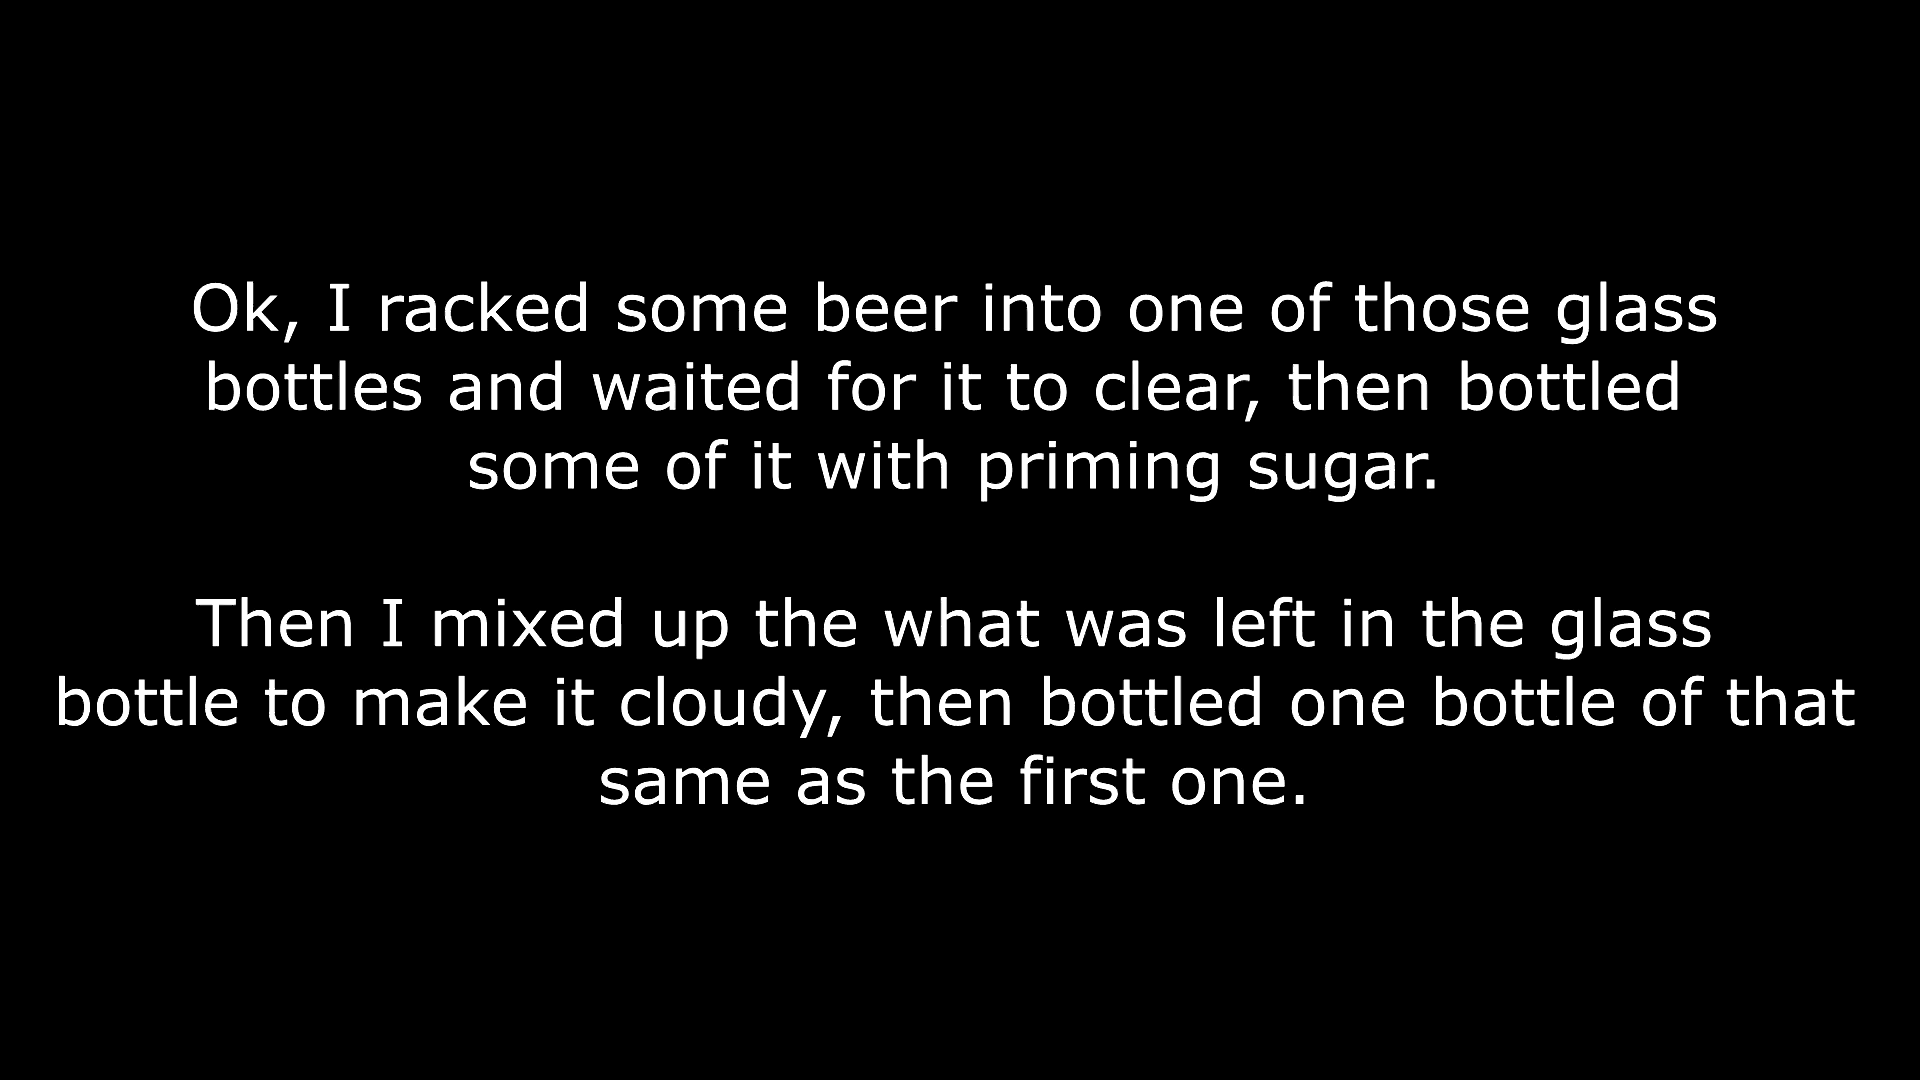 Ok, I racked some beer into one of those glass
bottles and waited for it to clear, then bottled
some of it with priming sugar.
Then I mixed up the what was left in the glass
bottle to make it cloudy, then bottled one bottle of that
same as the first one.